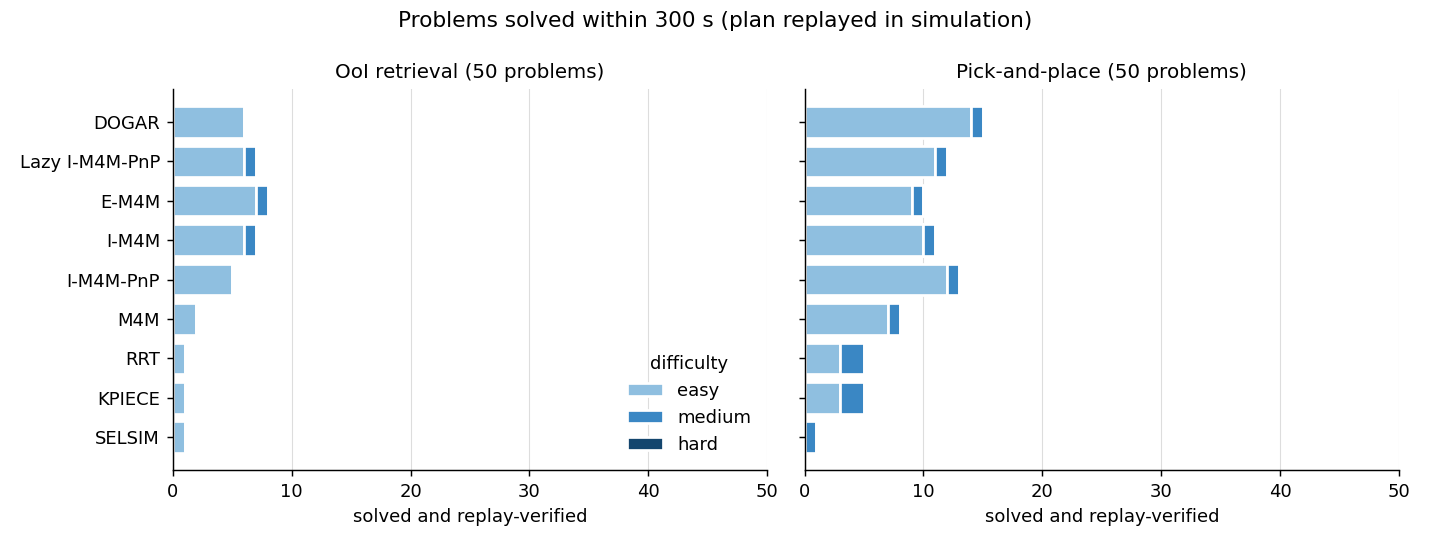 Problems solved within 300 s (plan replayed in simulation)
OoI retrieval (50 problems)
DOGAR
Lazy I-M4M-PnP
E-M4M
I-M4M
I-M4M-PnP
M4M
RRT
KPIECE
SELSIM
difficulty
easy
medium
hard
0 10 20 30 40 50
solved and replay-verified
Pick-and-place (50 problems)
0 10 20 30 40 50
solved and replay-verified